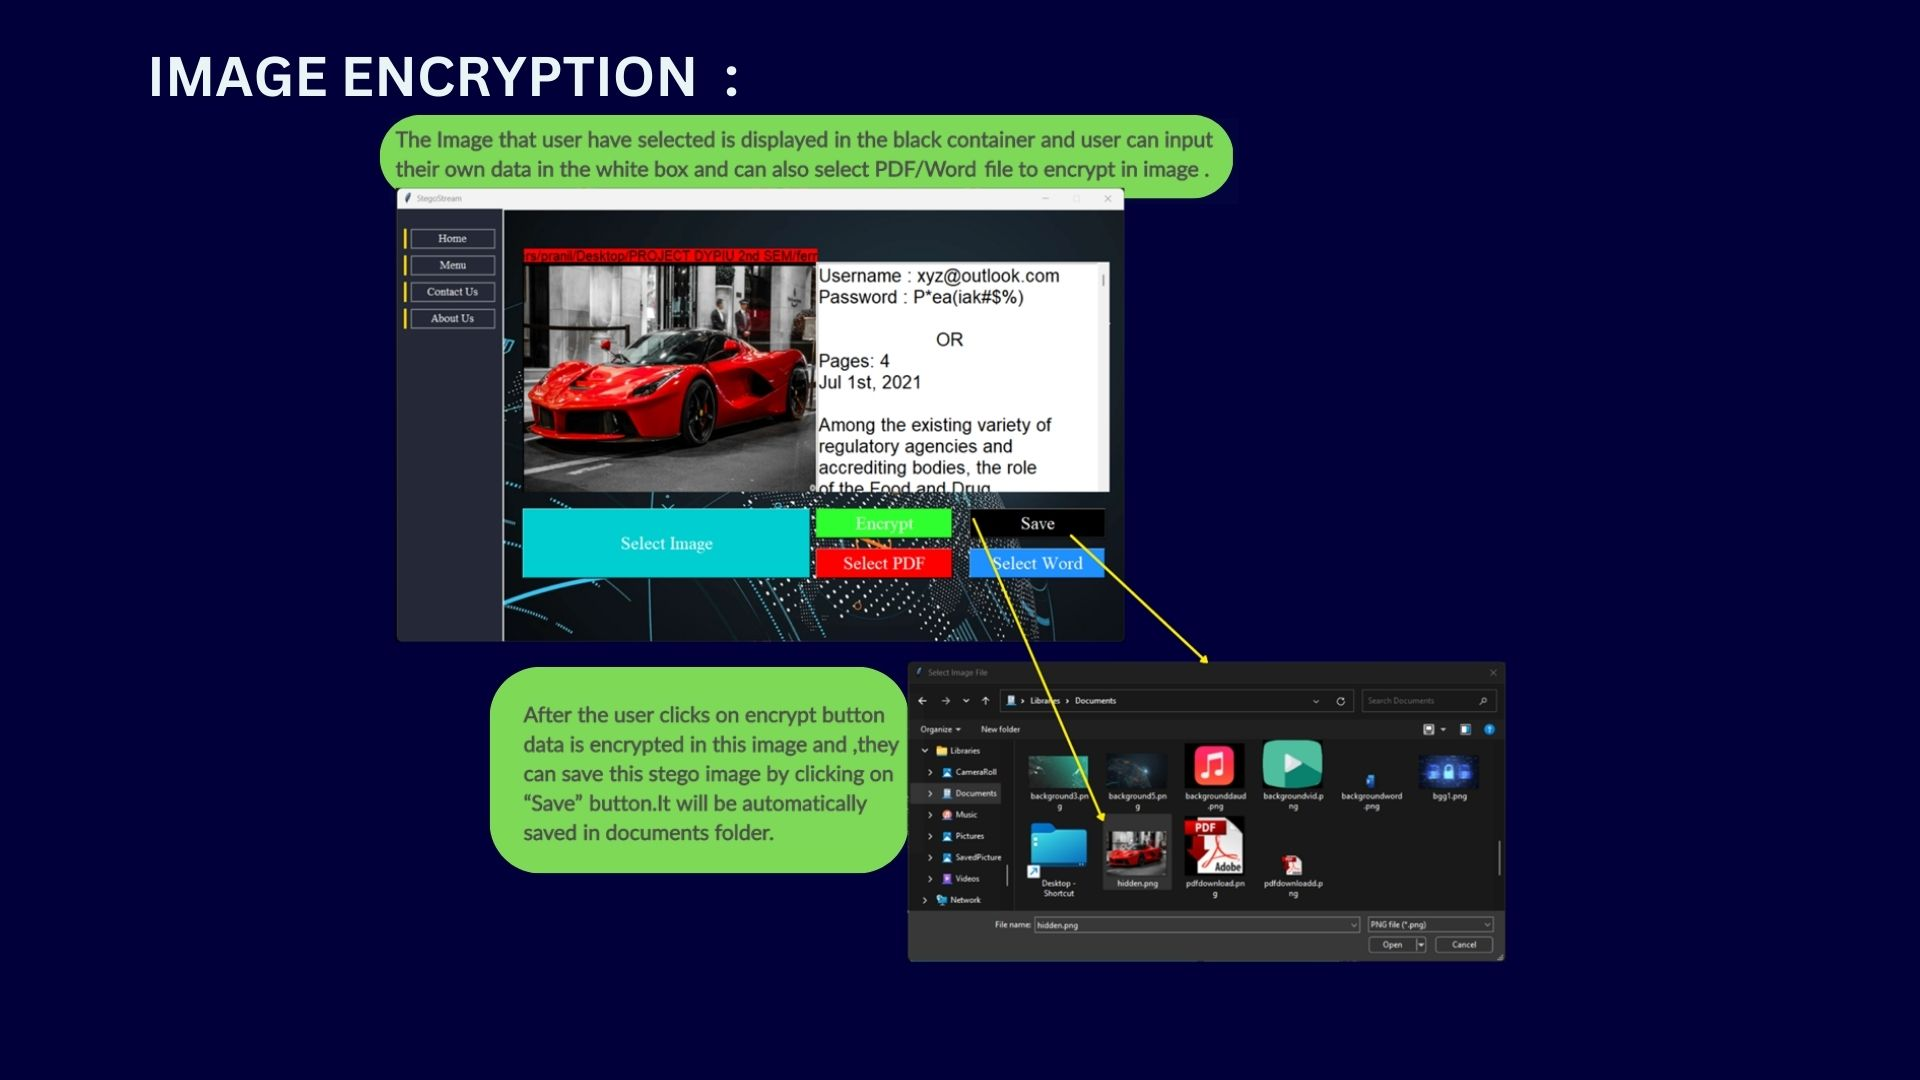 IMAGE ENCRYPTION :
The Image that user have selected is displayed in the black container and user can input
their own data in the white box and can also select PDF/Word file to encrypt in image .
StegoStream
Home
Menu
Contact Us
About Us
rs/pranil/Desktop/PROJECT DYPIU 2nd SEM/ferr
Username : xyz@outlook.com
Password : P*ea(iak#$%)
OR
Pages: 4
Jul 1st, 2021
Among the existing variety of
regulatory agencies and
accrediting bodies, the role
of the Food and Drug
Select Image
Encrypt
Save
Select PDF
Select Word
After the user clicks on encrypt button
data is encrypted in this image and ,they
can save this stego image by clicking on
“Save” button.It will be automatically
saved in documents folder.
Select Image File
Libraries > Documents
Search Documents
Organize
New folder
Libraries
CameraRoll
Documents
Music
Pictures
SavedPicture
Videos
Network
background3.pn
g
background5.pn
g
backgrounddaud
.png
backgroundvid.p
ng
backgroundword
.png
bgg1.png
Desktop -
Shortcut
hidden.png
PDF
Adobe
pdfdownload.pn
g
pdfdownloadd.p
ng
File name: hidden.png
PNG file (*.png)
Open
Cancel